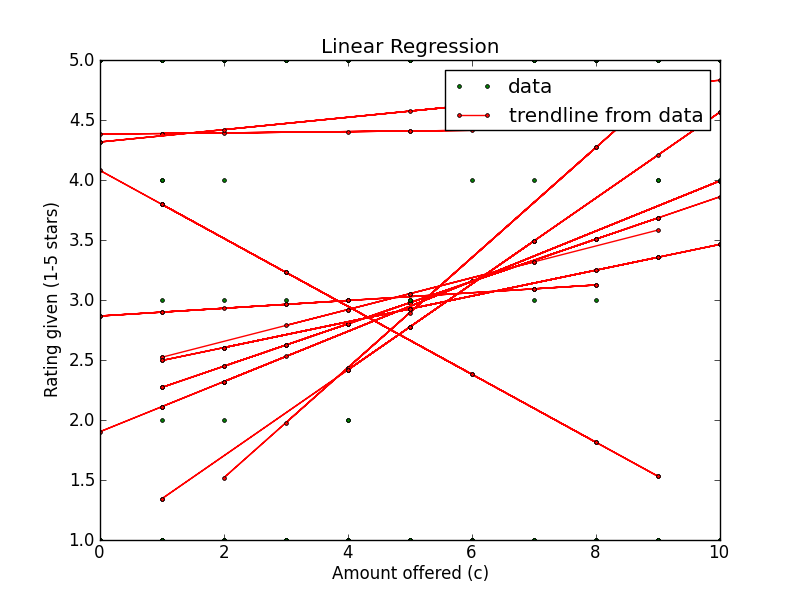 Linear Regression
data
trendline from data
5.0
4.5
4.0
3.5
3.0
2.5
2.0
1.5
1.0
Rating given (1-5 stars)
0 2 4 6 8 10
Amount offered (c)